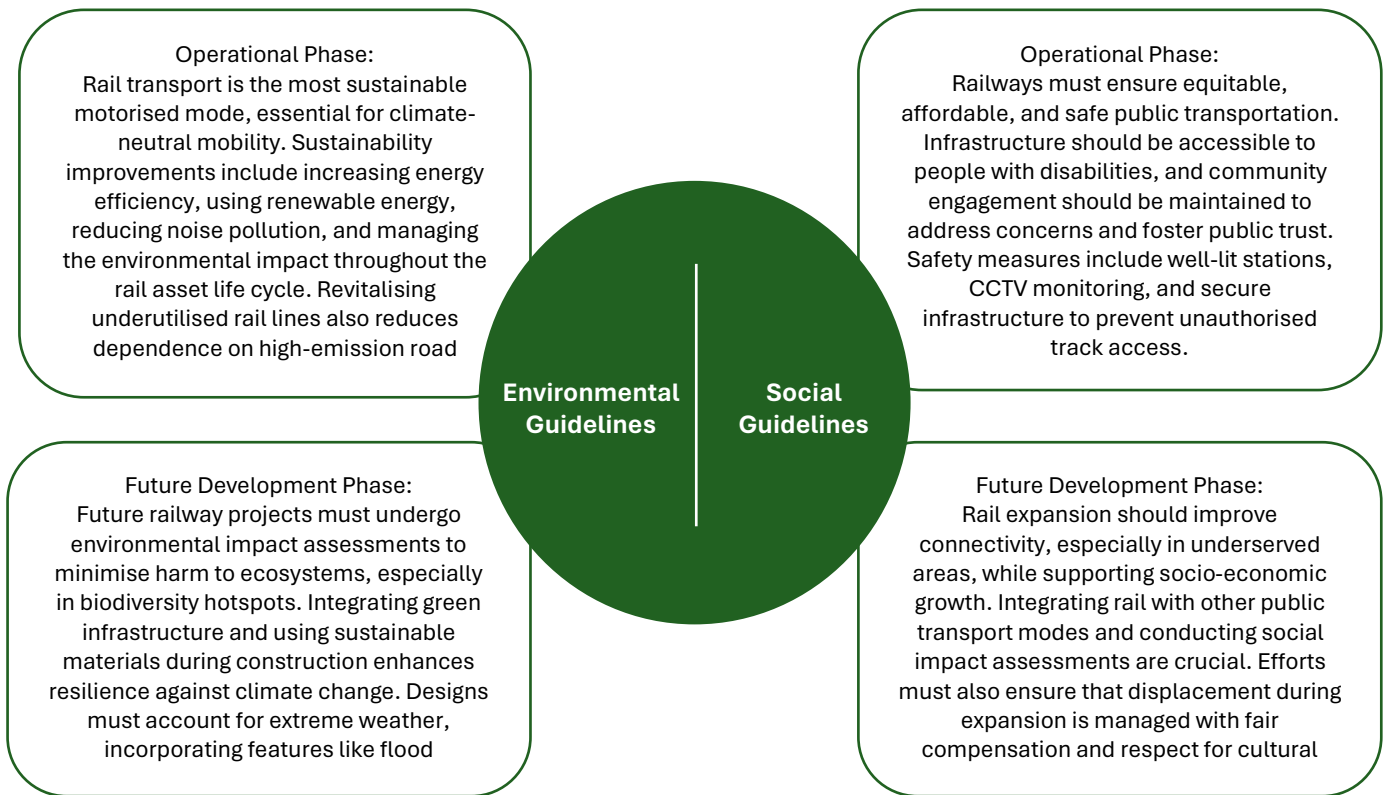 Operational Phase:
Rail transport is the most sustainable
motorised mode, essential for climate-
neutral mobility. Sustainability
improvements include increasing energy
efficiency, using renewable energy,
reducing noise pollution, and managing
the environmental impact throughout the
rail asset life cycle. Revitalising
underutilised rail lines also reduces
dependence on high-emission road
Operational Phase:
Railways must ensure equitable,
affordable, and safe public transportation.
Infrastructure should be accessible to
people with disabilities, and community
engagement should be maintained to
address concerns and foster public trust.
Safety measures include well-lit stations,
CCTV monitoring, and secure
infrastructure to prevent unauthorised
track access.
Environmental
Guidelines
Social
Guidelines
Future Development Phase:
Future railway projects must undergo
environmental impact assessments to
minimise harm to ecosystems, especially
in biodiversity hotspots. Integrating green
infrastructure and using sustainable
materials during construction enhances
resilience against climate change. Designs
must account for extreme weather,
incorporating features like flood
Future Development Phase:
Rail expansion should improve
connectivity, especially in underserved
areas, while supporting socio-economic
growth. Integrating rail with other public
transport modes and conducting social
impact assessments are crucial. Efforts
must also ensure that displacement during
expansion is managed with fair
compensation and respect for cultural